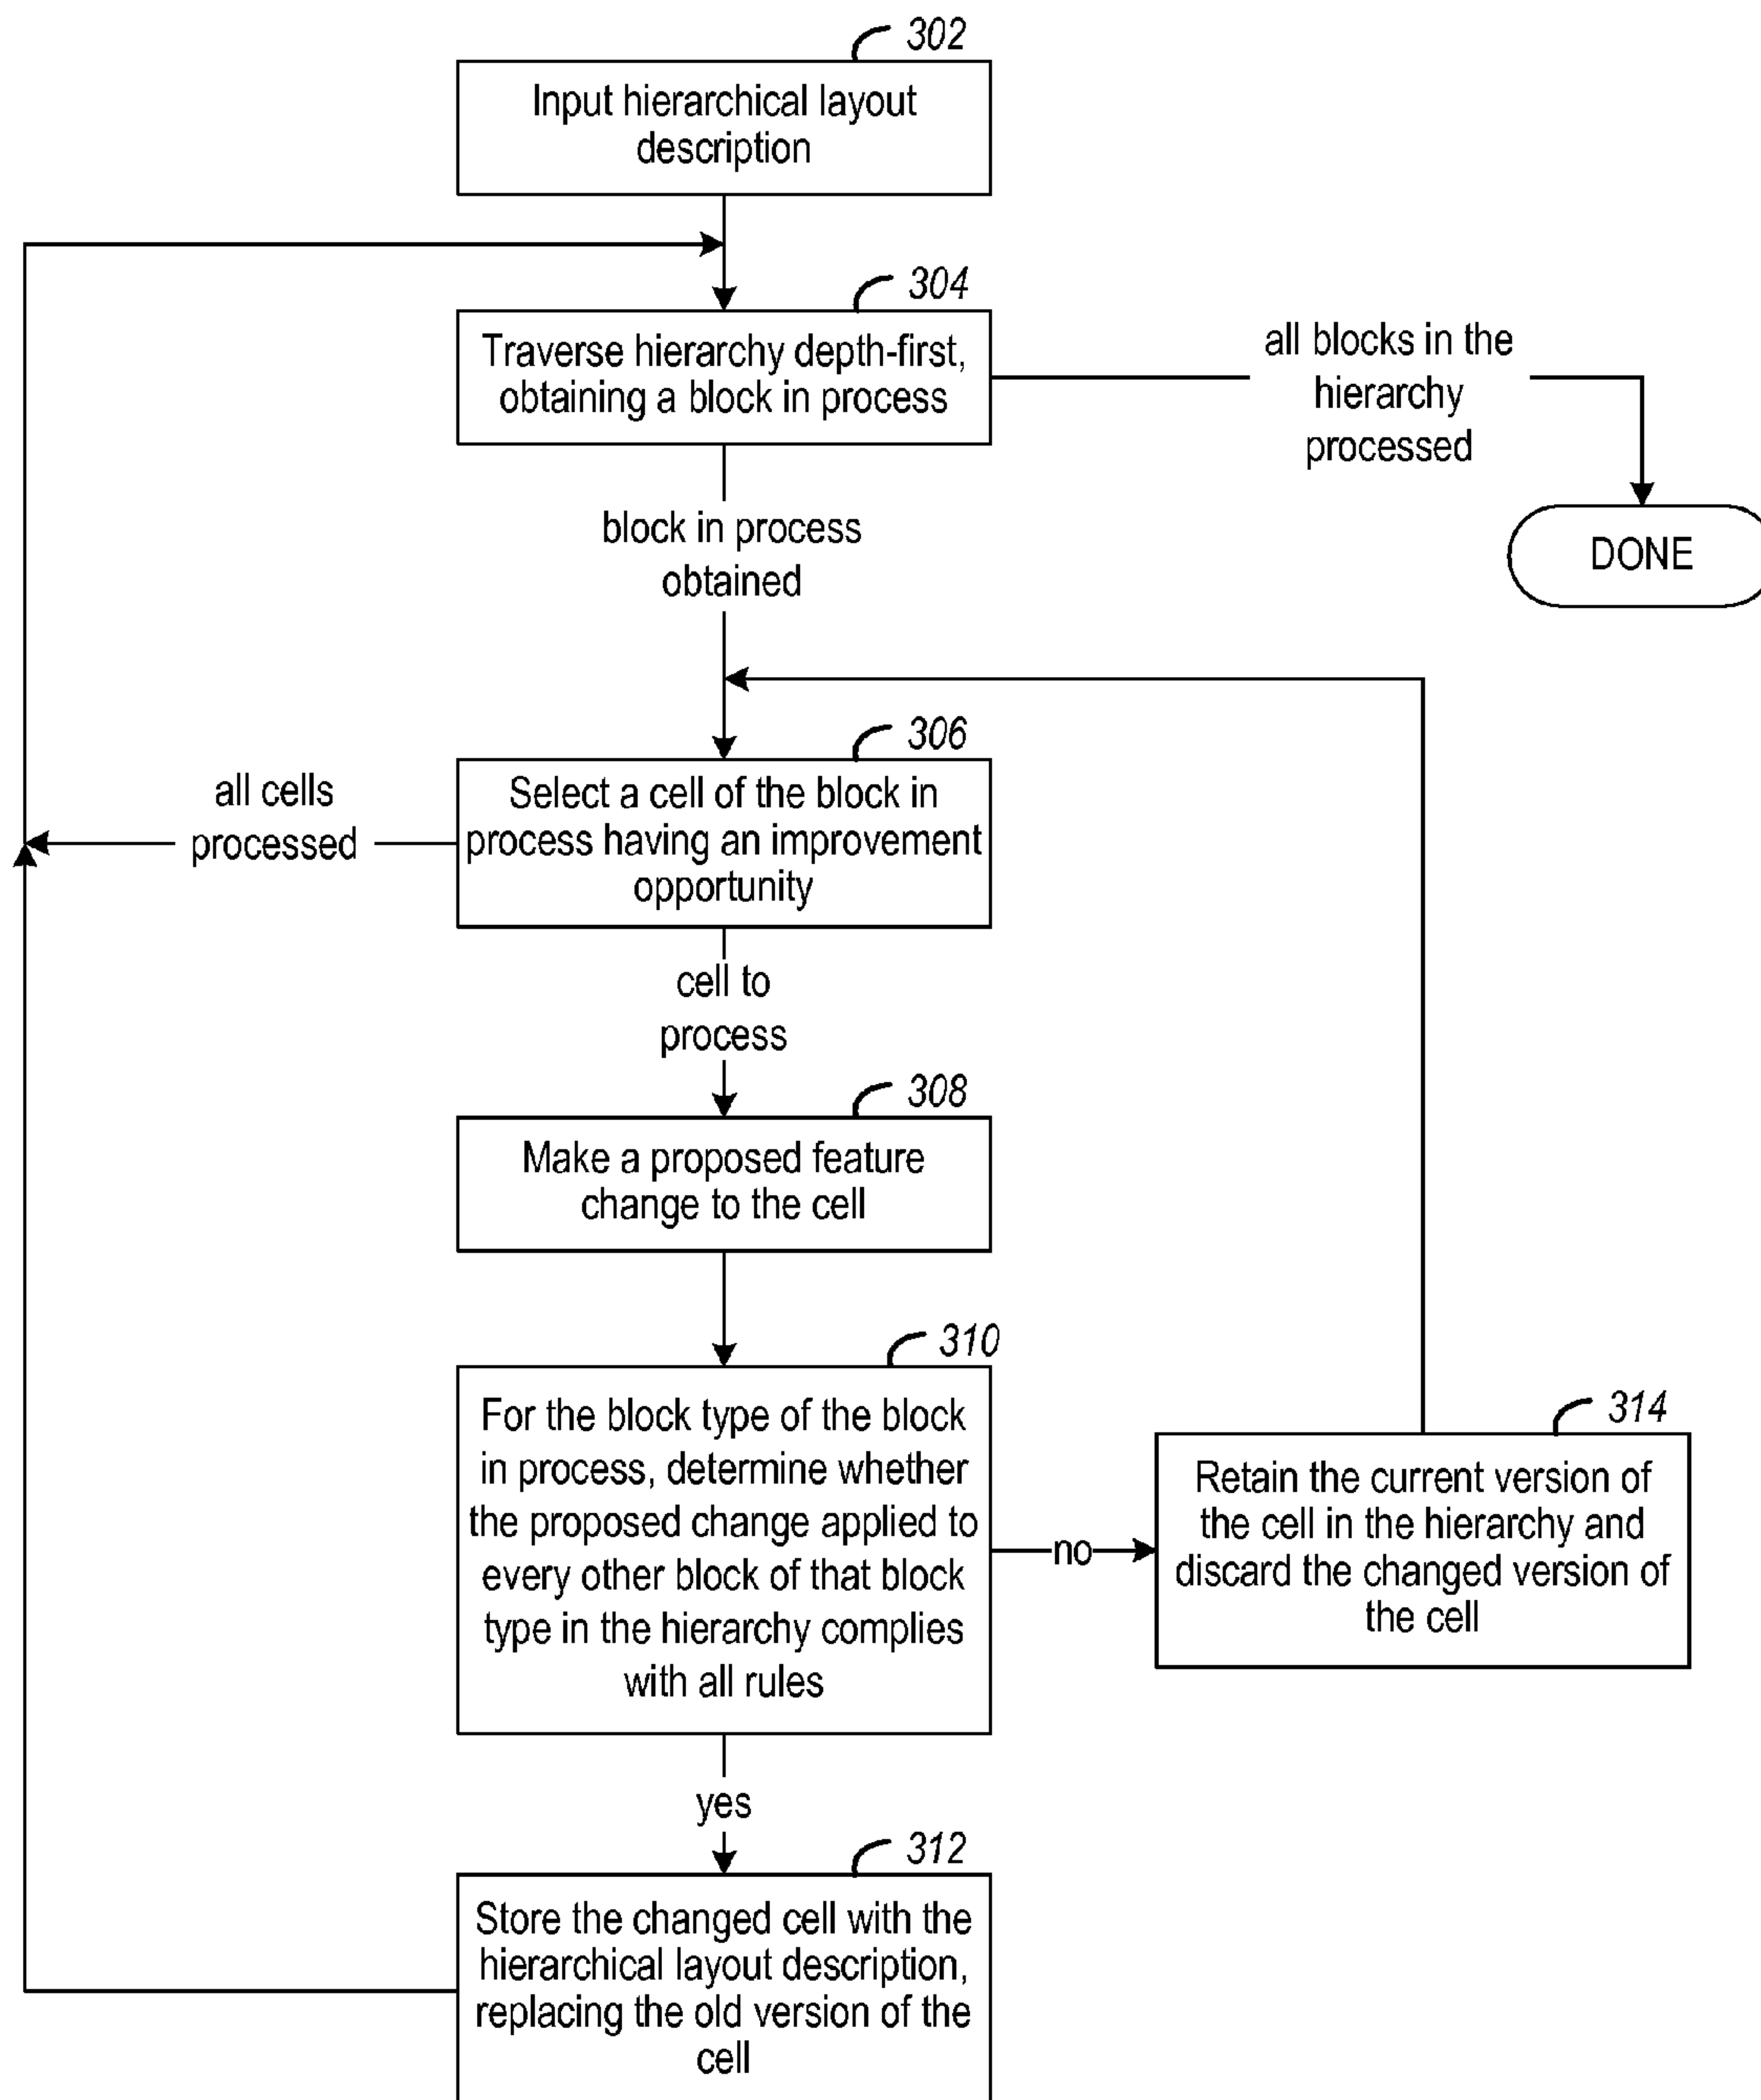 302
Input hierarchical layout
description
304
Traverse hierarchy depth-first,
obtaining a block in process
all blocks in the
hierarchy
processed
DONE
block in process
obtained
306
Select a cell of the block in
process having an improvement
opportunity
all cells
processed
cell to
process
308
Make a proposed feature
change to the cell
310
For the block type of the block
in process, determine whether
the proposed change applied to
every other block of that block
type in the hierarchy complies
with all rules
no
314
Retain the current version of
the cell in the hierarchy and
discard the changed version of
the cell
yes
312
Store the changed cell with the
hierarchical layout description,
replacing the old version of the
cell